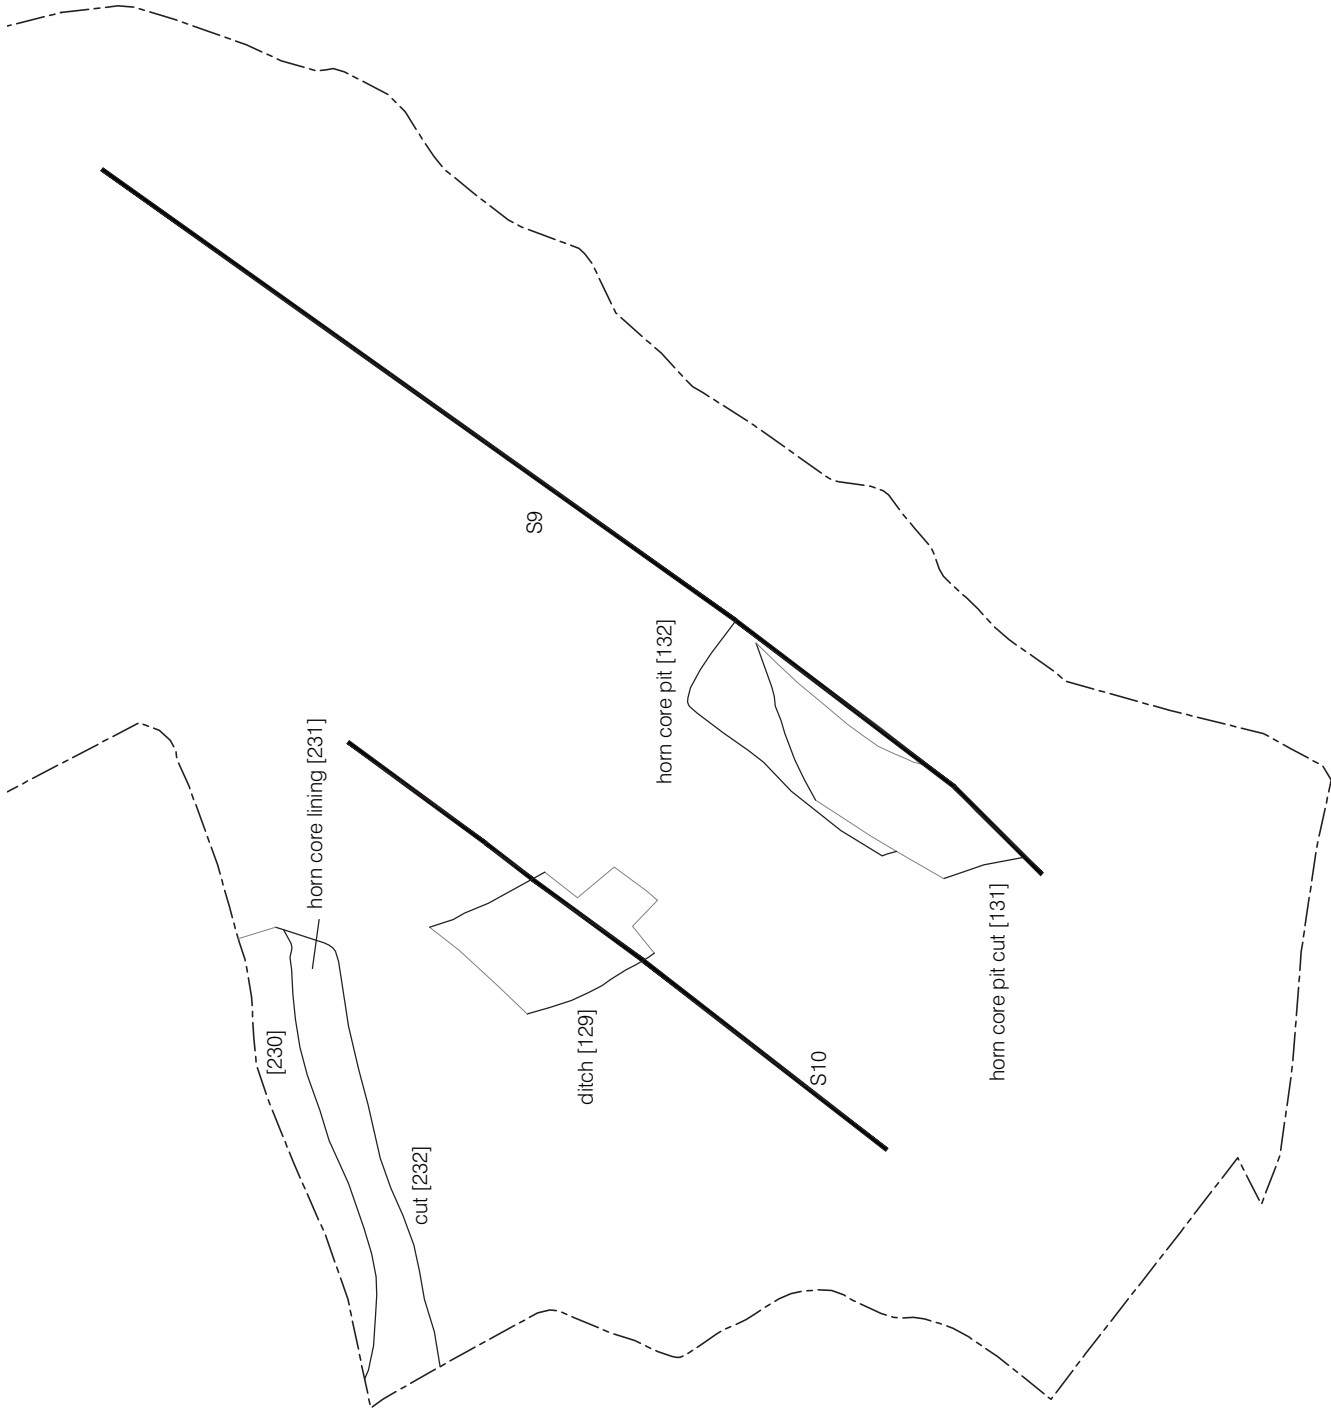 S9
horn core pit [132]
horn core lining [231]
horn core pit cut [131]
[230]
ditch [129]
S10
cut [232]